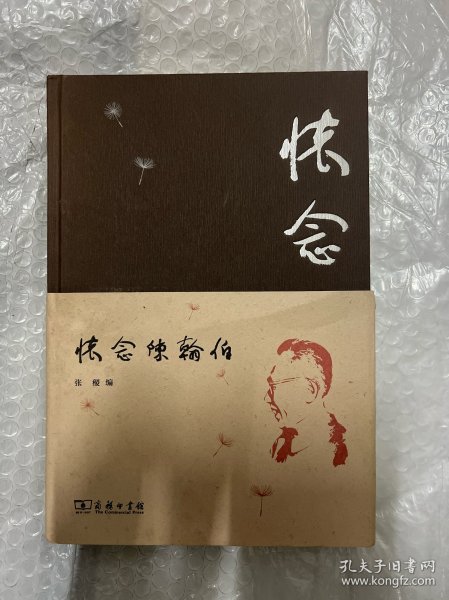 怀
念
怀念陈翰伯
张稷编
商务印书馆
The Commercial Press
孔夫子旧书网
www.kongfz.com